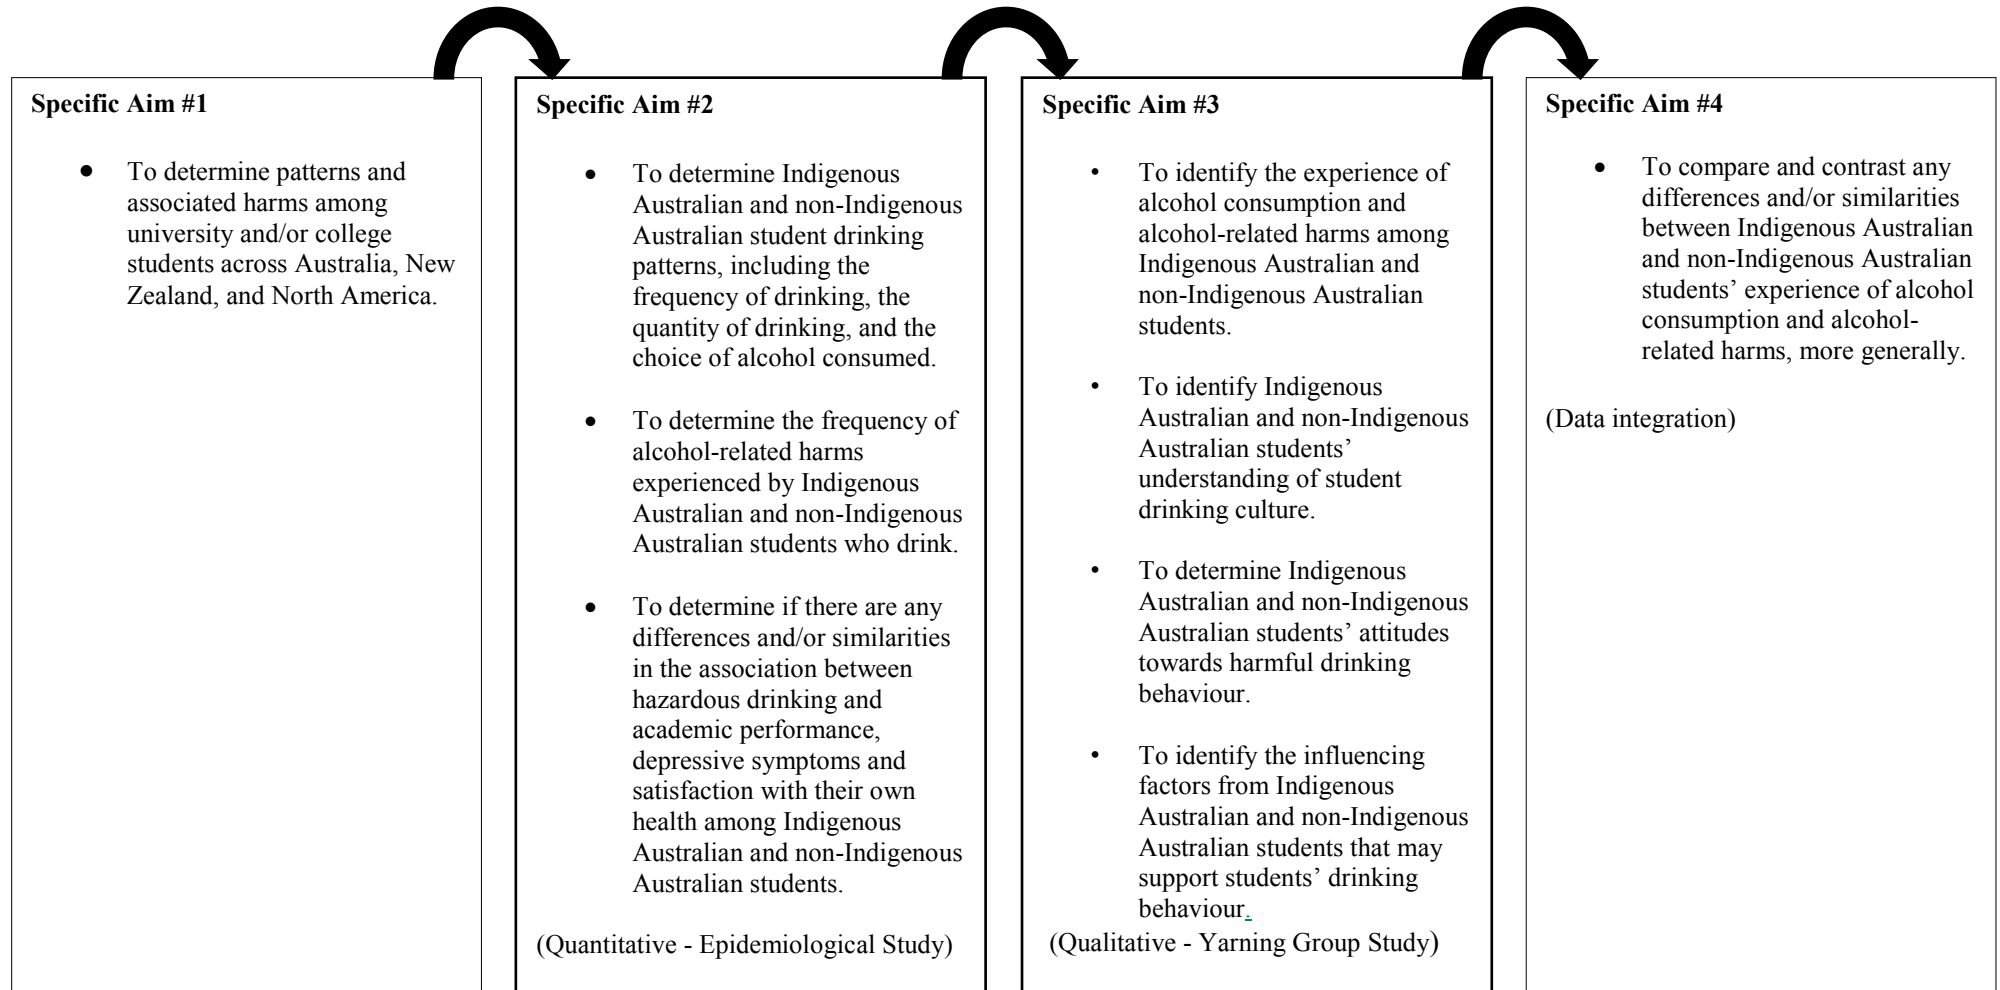 Specific Aim #1
• To determine patterns and
associated harms among
university and/or college
students across Australia, New
Zealand, and North America.
Specific Aim #2
• To determine Indigenous
Australian and non-Indigenous
Australian student drinking
patterns, including the
frequency of drinking, the
quantity of drinking, and the
choice of alcohol consumed.
• To determine the frequency of
alcohol-related harms
experienced by Indigenous
Australian and non-Indigenous
Australian students who drink.
• To determine if there are any
differences and/or similarities
in the association between
hazardous drinking and
academic performance,
depressive symptoms and
satisfaction with their own
health among Indigenous
Australian and non-Indigenous
Australian students.
(Quantitative - Epidemiological Study)
Specific Aim #3
• To identify the experience of
alcohol consumption and
alcohol-related harms among
Indigenous Australian and
non-Indigenous Australian
students.
• To identify Indigenous
Australian and non-Indigenous
Australian students’
understanding of student
drinking culture.
• To determine Indigenous
Australian and non-Indigenous
Australian students’ attitudes
towards harmful drinking
behaviour.
• To identify the influencing
factors from Indigenous
Australian and non-Indigenous
Australian students that may
support students’ drinking
behaviour.
(Qualitative - Yarning Group Study)
Specific Aim #4
• To compare and contrast any
differences and/or similarities
between Indigenous Australian
and non-Indigenous Australian
students’ experience of alcohol
consumption and alcohol-
related harms, more generally.
(Data integration)